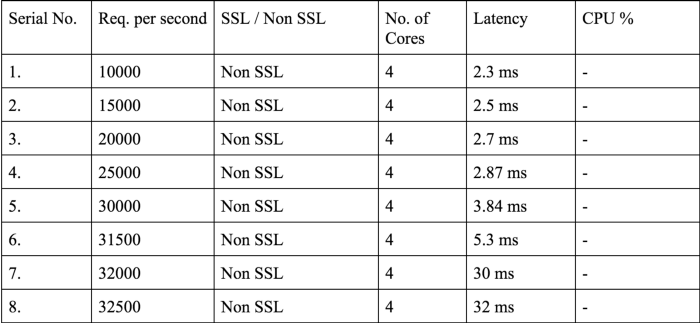 Serial No. Req. per second SSL / Non SSL No. of Cores Latency CPU %
1. 10000 Non SSL 4 2.3 ms -
2. 15000 Non SSL 4 2.5 ms -
3. 20000 Non SSL 4 2.7 ms -
4. 25000 Non SSL 4 2.87 ms -
5. 30000 Non SSL 4 3.84 ms -
6. 31500 Non SSL 4 5.3 ms -
7. 32000 Non SSL 4 30 ms -
8. 32500 Non SSL 4 32 ms -